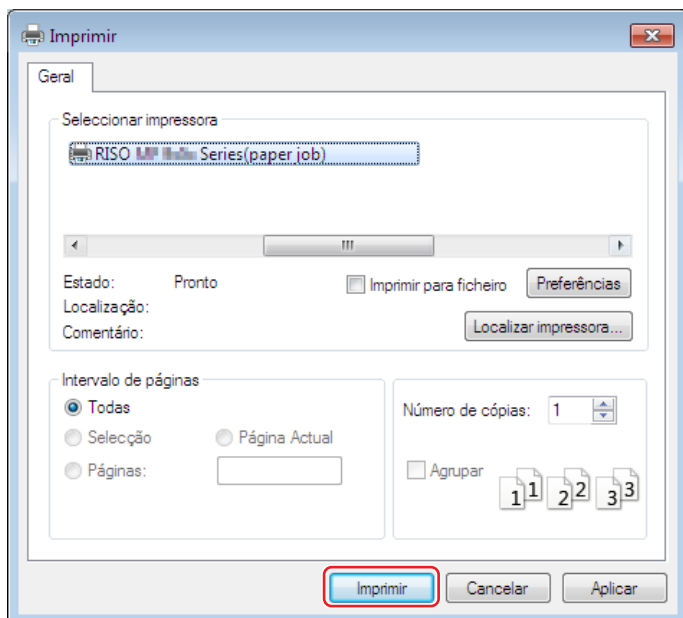 Imprimir
Geral
Seleccionar impressora
RISO Series(paper job)
Estado: Pronto
Imprimir para ficheiro
Preferências
Localização:
Comentário:
Localizar impressora...
Intervalo de páginas
Todas
Selecção
Página Actual
Páginas:
Número de cópias: 1
Agrupar
1 1 2 2 3 3
Imprimir
Cancelar
Aplicar